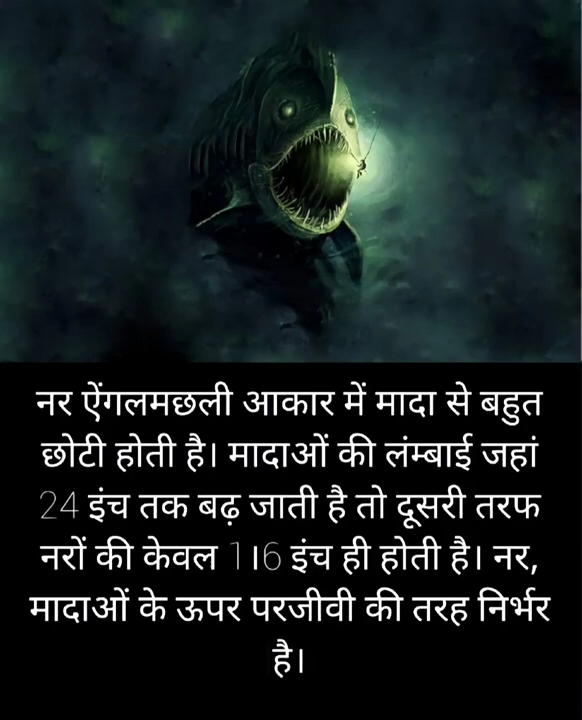 नर ऐंगलमछली आकार में मादा से बहुत
छोटी होती है। मादाओं की लंम्बाई जहां
24 इंच तक बढ़ जाती है तो दूसरी तरफ
नरों की केवल 1।6 इंच ही होती है। नर,
मादाओं के ऊपर परजीवी की तरह निर्भर
है।